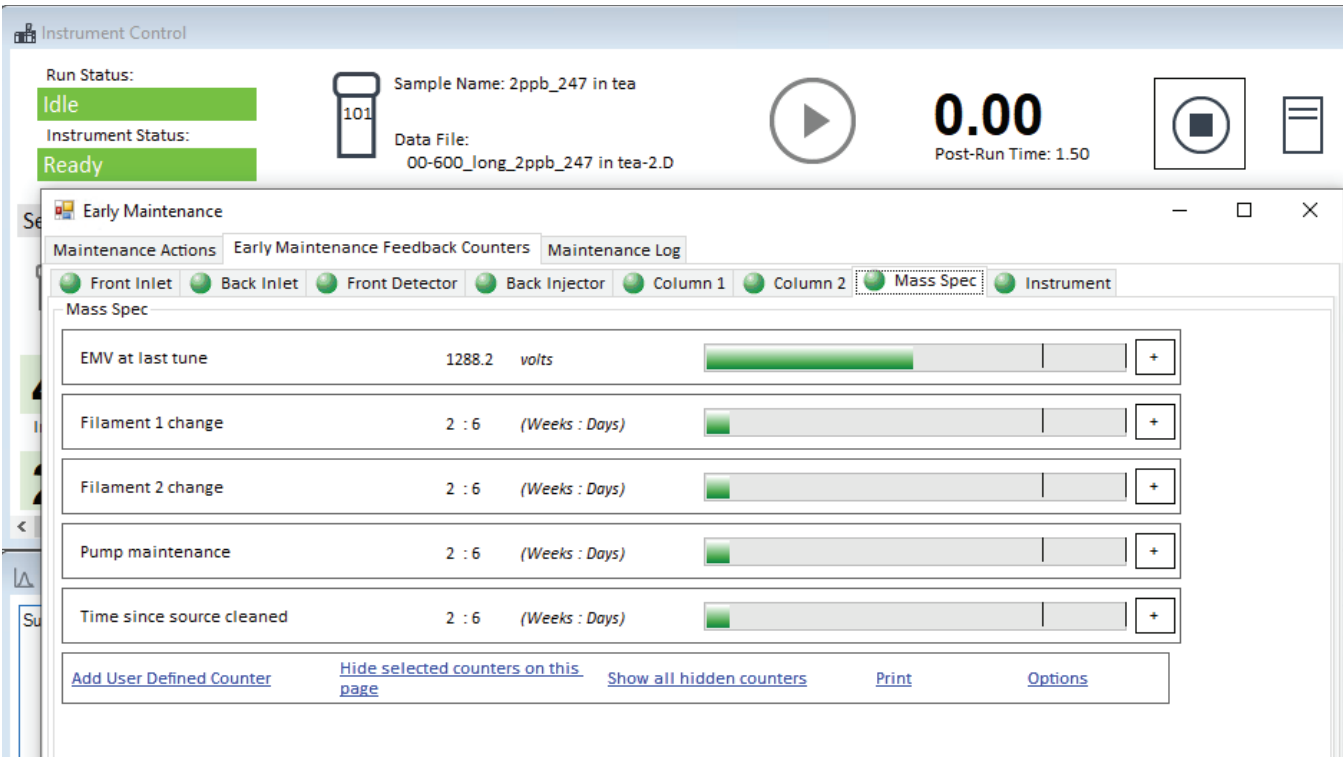 Instrument Control
Run Status:
Idle
Instrument Status:
Ready
101
Sample Name: 2ppb_247 in tea
Data File:
00-600_long_2ppb_247 in tea-2.D
0.00
Post-Run Time: 1.50
Se
Early Maintenance
Maintenance Actions Early Maintenance Feedback Counters Maintenance Log
Front Inlet Back Inlet Front Detector Back Injector Column 1 Column 2 Mass Spec Instrument
Mass Spec
EMV at last tune 1288.2 volts +
Filament 1 change 2 : 6 (Weeks : Days) +
Filament 2 change 2 : 6 (Weeks : Days) +
Pump maintenance 2 : 6 (Weeks : Days) +
Time since source cleaned 2 : 6 (Weeks : Days) +
Su
Add User Defined Counter
Hide selected counters on this
page
Show all hidden counters
Print
Options